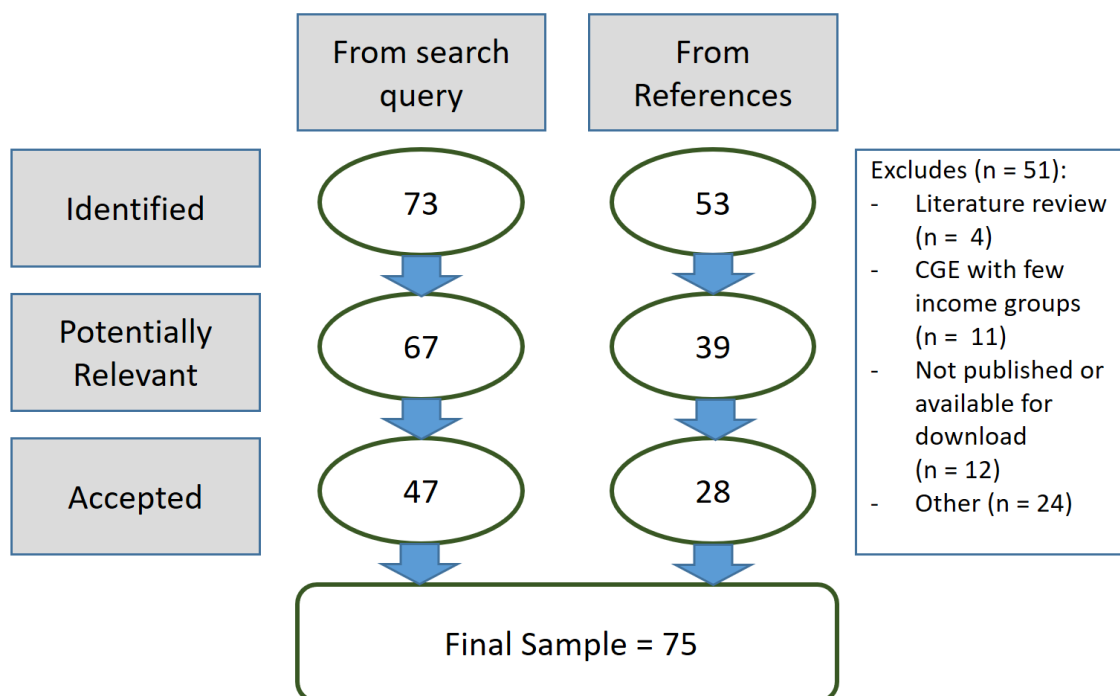 From search
query
From
References
Identified
73
53
Potentially
Relevant
67
39
Accepted
47
28
Final Sample = 75
Excludes (n = 51):
- Literature review
(n = 4)
- CGE with few
income groups
(n = 11)
- Not published or
available for
download
(n = 12)
- Other (n = 24)